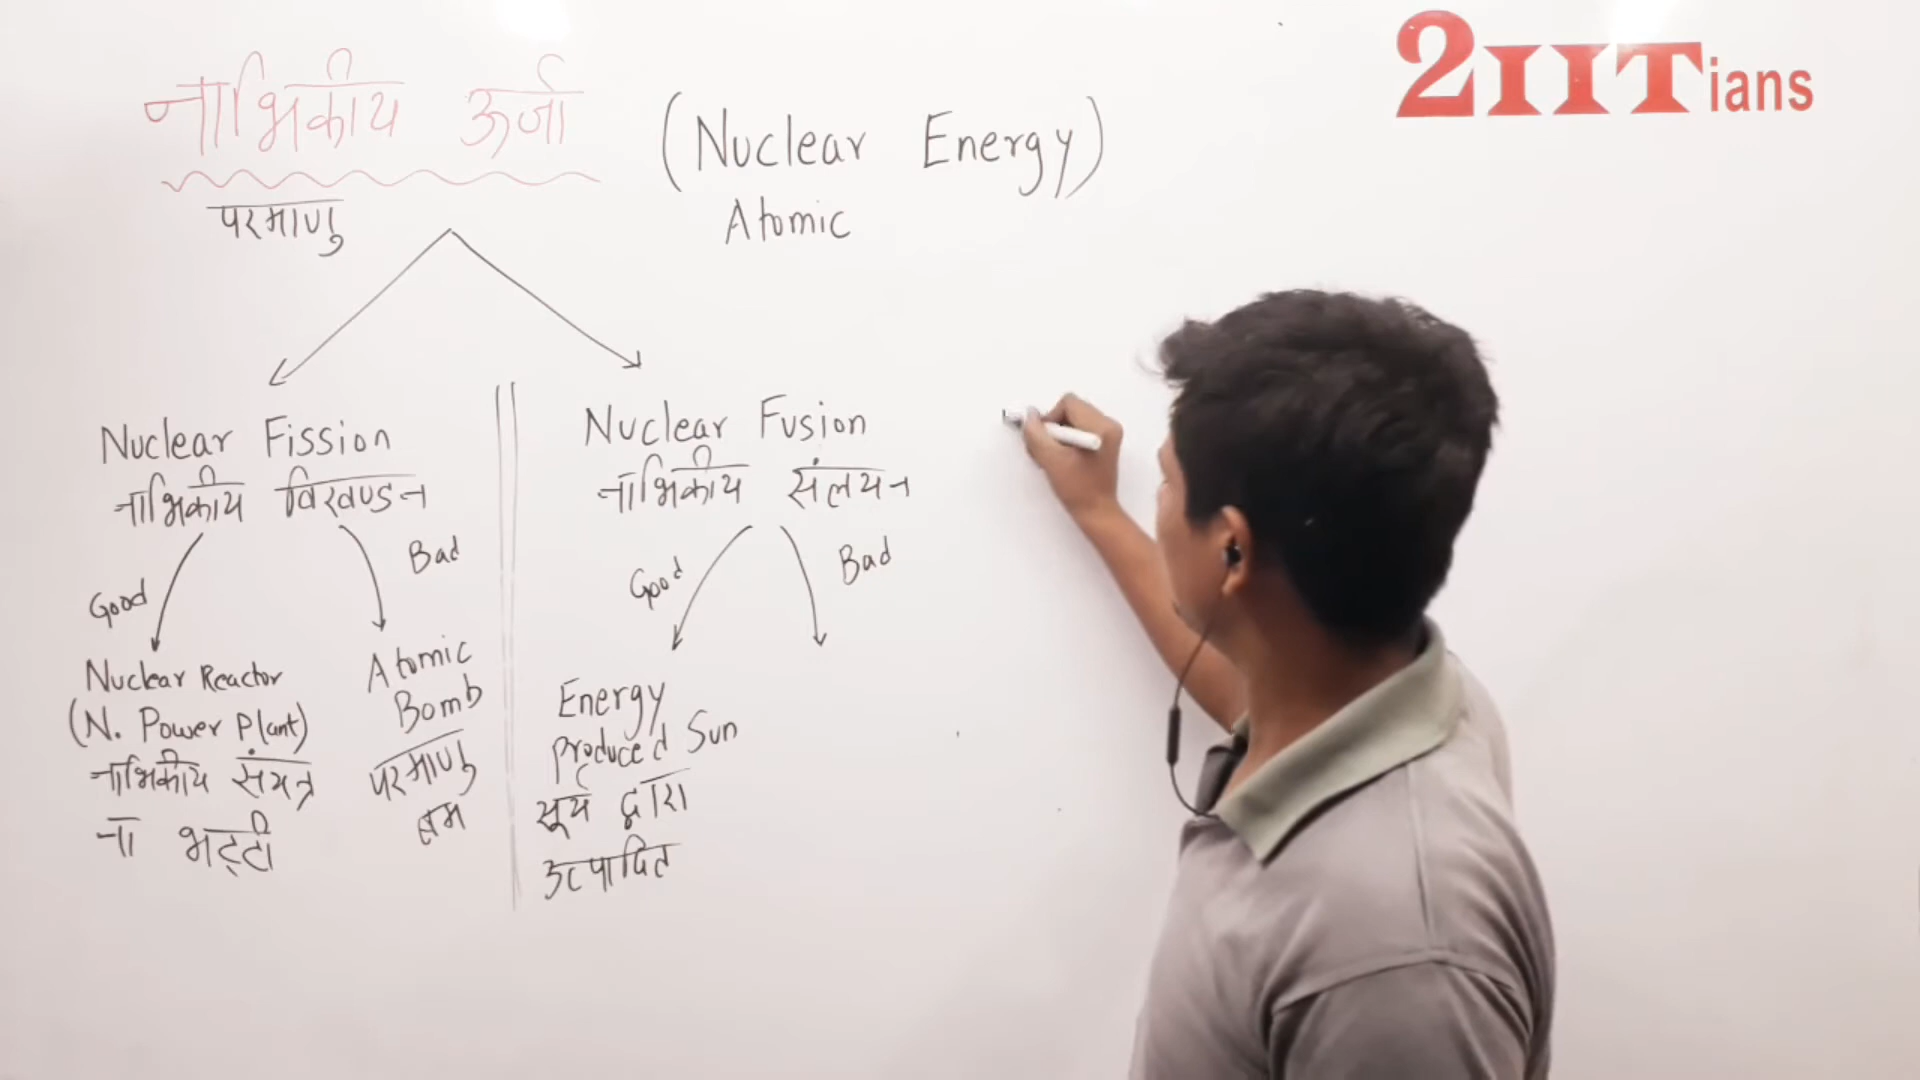 2IITians
नाभिकीय ऊर्जा (Nuclear Energy)
परमाणु Atomic
Nuclear Fission
नाभिकीय विखण्डन
Good
Bad
Nuclear Reactor
(N. Power Plant)
नाभिकीय संयत्र
ना भट्टी
Atomic
Bomb
परमाणु
बम
Nuclear Fusion
नाभिकीय संलयन
Good
Bad
Energy
Produced Sun
सूर्य द्वारा
उत्पादित